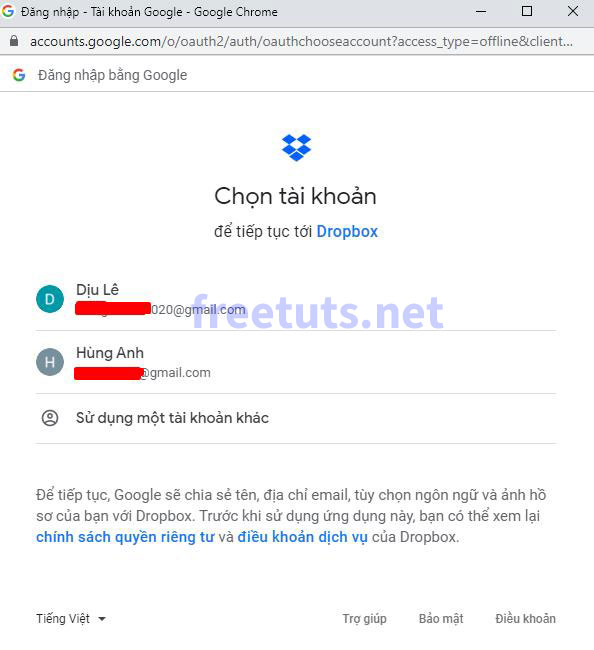 Đăng nhập - Tài khoản Google - Google Chrome
accounts.google.com/o/oauth2/auth/oauthchooseaccount?access_type=offline&client...
Đăng nhập bằng Google
Chọn tài khoản
để tiếp tục tới Dropbox
D
Dịu Lê
020@gmail.com
freetuts.net
H
Hùng Anh
@gmail.com
Sử dụng một tài khoản khác
Để tiếp tục, Google sẽ chia sẻ tên, địa chỉ email, tùy chọn ngôn ngữ và ảnh hồ
sơ của bạn với Dropbox. Trước khi sử dụng ứng dụng này, bạn có thể xem lại
chính sách quyền riêng tư và điều khoản dịch vụ của Dropbox.
Tiếng Việt
Trợ giúp
Bảo mật
Điều khoản